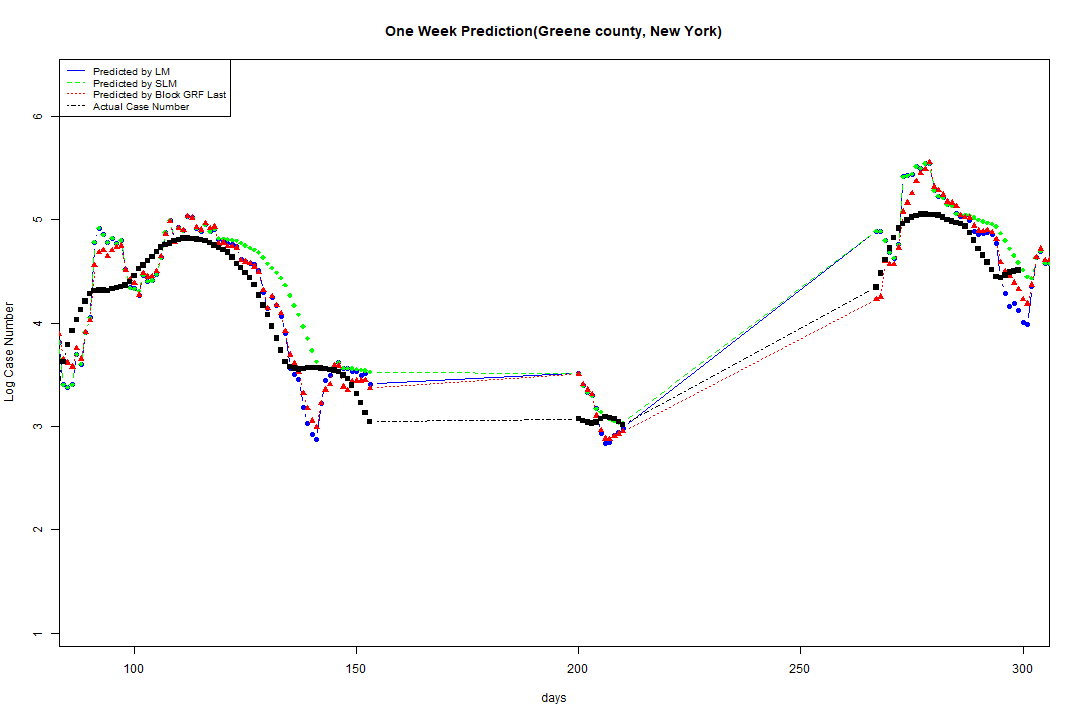 One Week Prediction(Greene county, New York)
Predicted by LM
Predicted by SLM
Predicted by Block GRF Last
Actual Case Number
Log Case Number
6
5
4
3
2
1
100 150 200 250 300
days